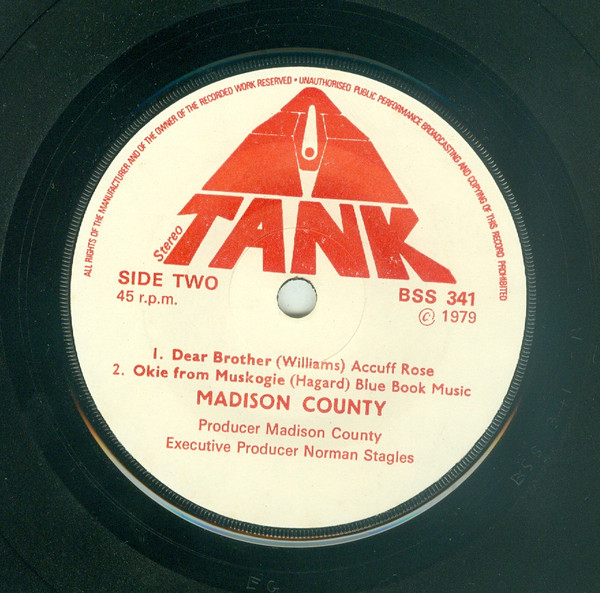 ALL RIGHTS OF THE MANUFACTURER AND OF THE OWNER OF THE RECORDED WORK RESERVED • UNAUTHORISED PUBLIC PERFORMANCE BROADCASTING AND COPYING OF THIS RECORD PROHIBITED
TANK
Stereo
SIDE TWO
45 r.p.m.
BSS 341
© 1979
1. Dear Brother (Williams) Accuff Rose
2. Okie from Muskogie (Hagard) Blue Book Music
MADISON COUNTY
Producer Madison County
Executive Producer Norman Stagles
EG